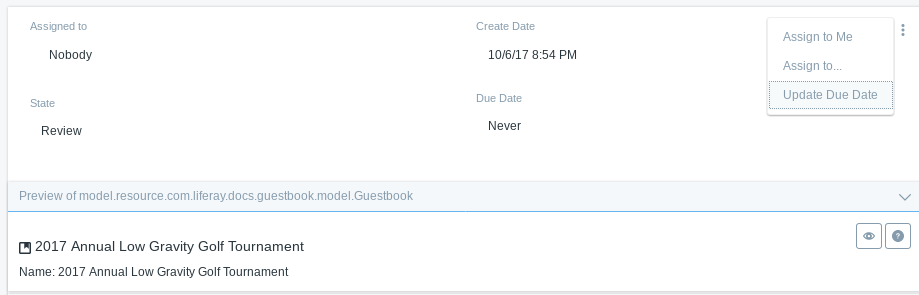 Assigned to
Nobody
Create Date
10/6/17 8:54 PM
Assign to Me
Assign to...
Update Due Date
State
Review
Due Date
Never
Preview of model.resource.com.liferay.docs.guestbook.model.Guestbook
2017 Annual Low Gravity Golf Tournament
Name: 2017 Annual Low Gravity Golf Tournament